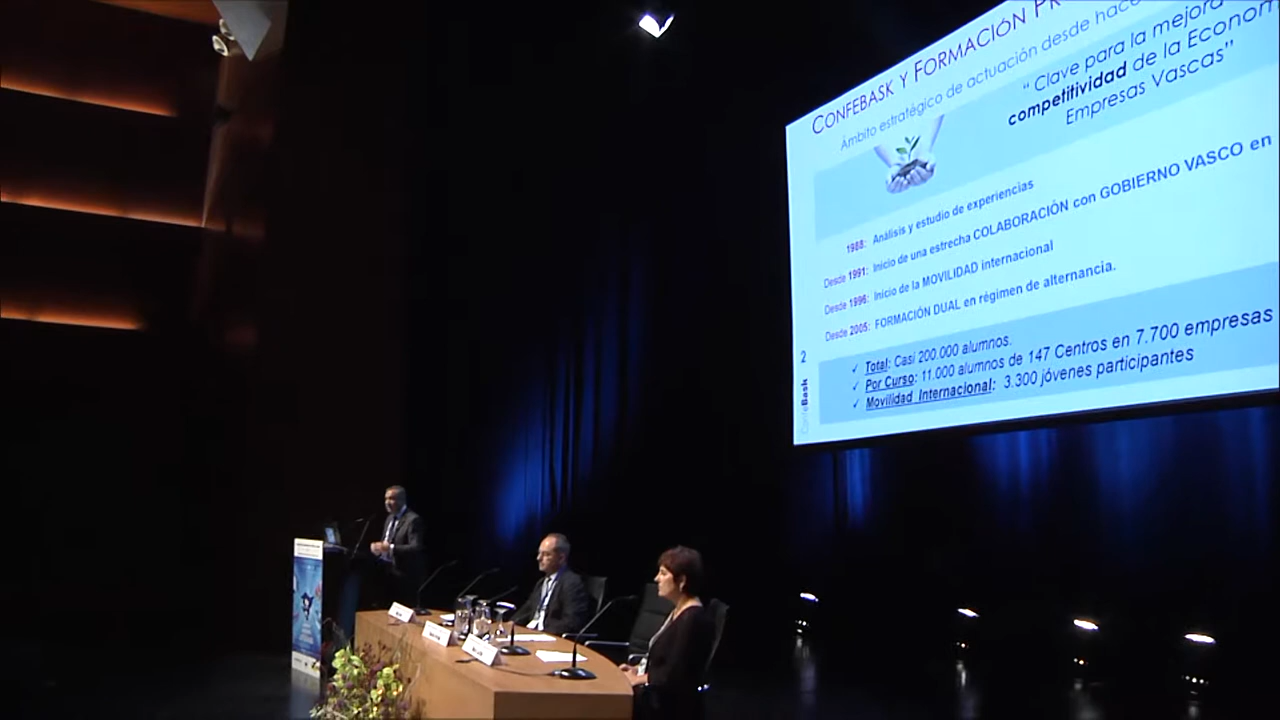 CONFEBASK Y FORMACIÓN PR
Ámbito estratégico de actuación desde hace
" Clave para la mejora
competitividad de la Econom
Empresas Vascas"
1988: Análisis y estudio de experiencias
Desde 1991: Inicio de una estrecha COLABORACIÓN con GOBIERNO VASCO en
Desde 1996: Inicio de la MOVILIDAD internacional
Desde 2005: FORMACIÓN DUAL en régimen de alternancia.
✓ Total: Casi 200.000 alumnos.
✓ Por Curso: 11.000 alumnos de 147 Centros en 7.700 empresas
✓ Movilidad Internacional: 3.300 jóvenes participantes
2
ConfeBask